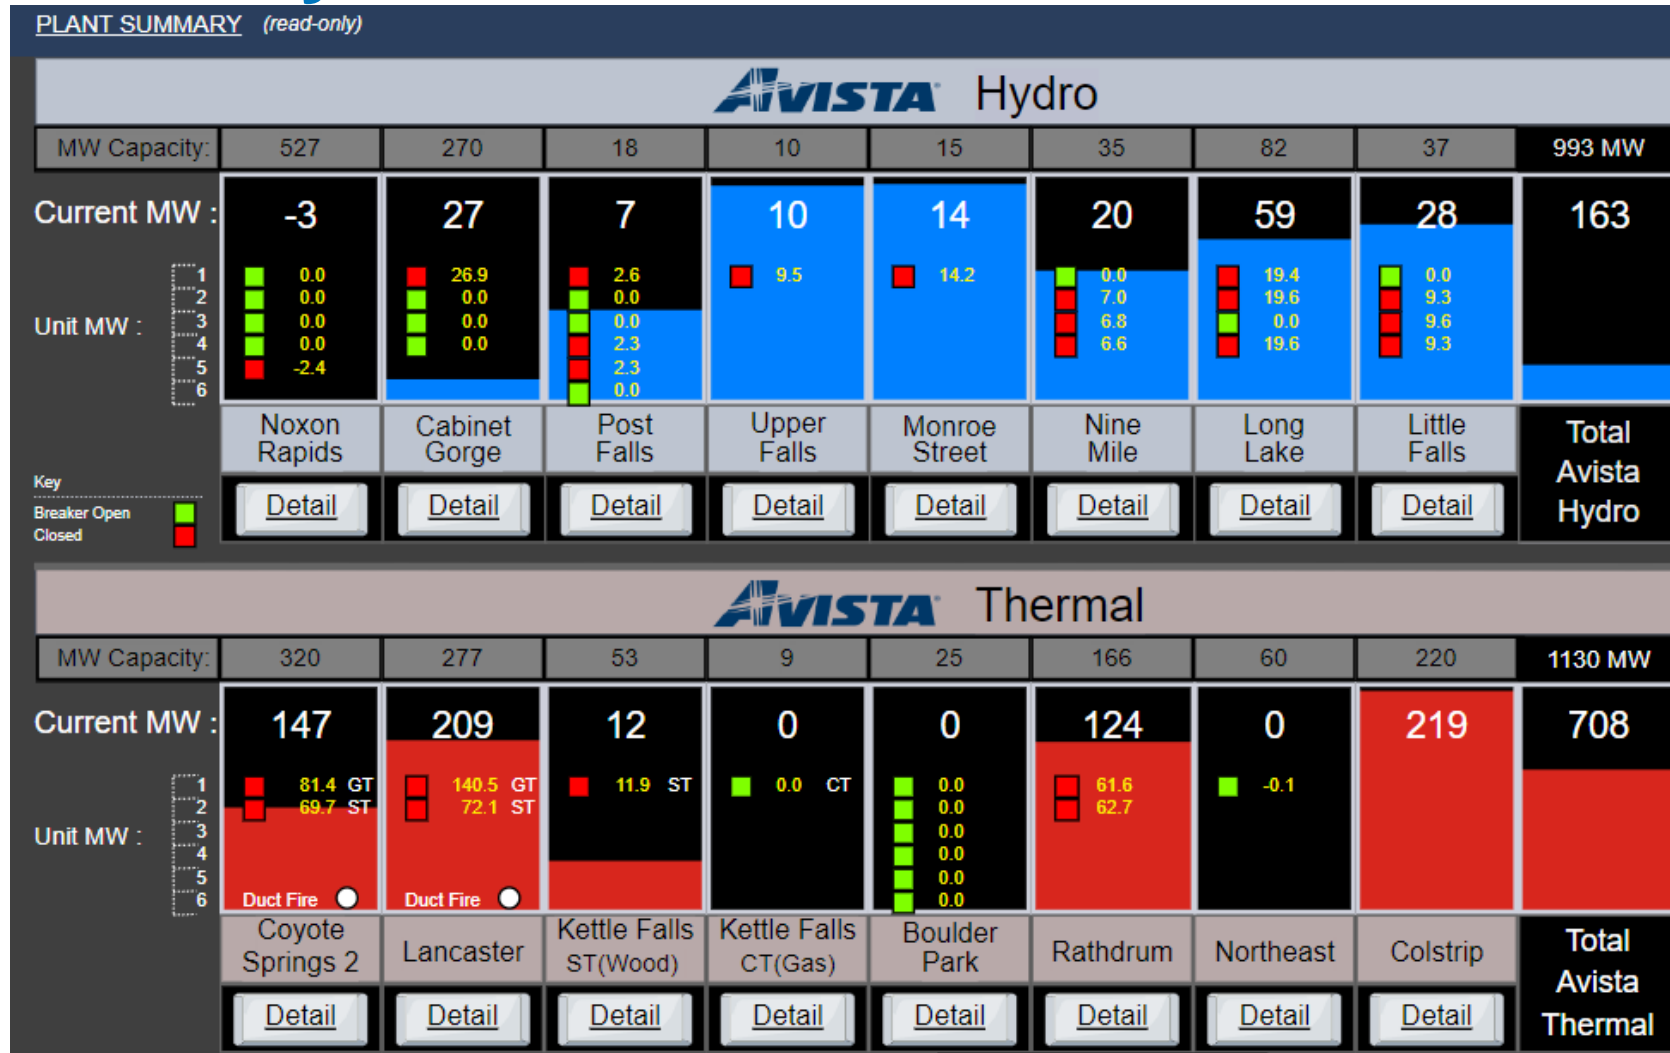 PLANT SUMMARY (read-only)
AVISTA Hydro
MW Capacity: 527 270 18 10 15 35 82 37 993 MW
Current MW : -3 27 7 10 14 20 59 28 163
1 0.0 26.9 2.6 9.5 14.2 0.0 19.4 0.0
2 0.0 0.0 0.0 7.0 19.6 9.3
Unit MW : 3 0.0 0.0 0.0 6.8 0.0 9.6
4 0.0 0.0 2.3 6.6 19.6 9.3
5 -2.4 2.3
6 0.0
Noxon Rapids Cabinet Gorge Post Falls Upper Falls Monroe Street Nine Mile Long Lake Little Falls Total Avista Hydro
Key
Breaker Open
Closed
Detail Detail Detail Detail Detail Detail Detail Detail
AVISTA Thermal
MW Capacity: 320 277 53 9 25 166 60 220 1130 MW
Current MW : 147 209 12 0 0 124 0 219 708
1 81.4 GT 140.5 GT 11.9 ST 0.0 CT 0.0 61.6 -0.1
2 69.7 ST 72.1 ST 0.0 62.7
Unit MW : 3 0.0
4 0.0
5 0.0
6 Duct Fire Duct Fire 0.0
Coyote Springs 2 Lancaster Kettle Falls ST(Wood) Kettle Falls CT(Gas) Boulder Park Rathdrum Northeast Colstrip Total Avista Thermal
Detail Detail Detail Detail Detail Detail Detail Detail